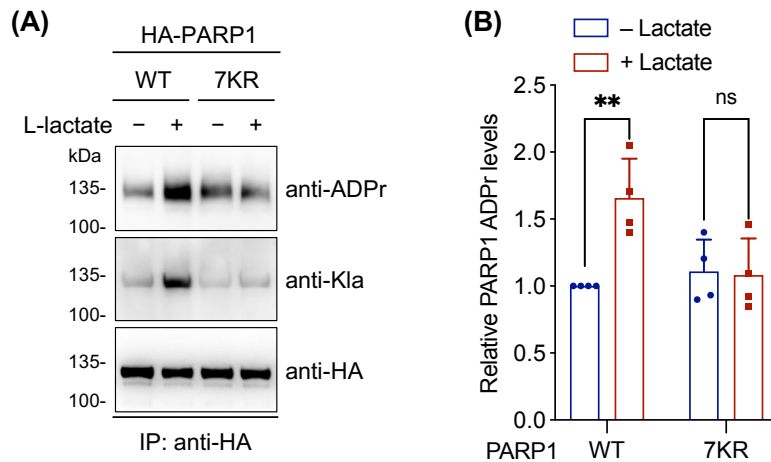 (A)
HA-PARP1
WT 7KR
L-lactate – + – +
kDa
135-
100-
anti-ADPr
135-
100-
anti-Kla
135-
100-
anti-HA
IP: anti-HA
(B)
– Lactate
+ Lactate
** ns
Relative PARP1 ADPr levels
2.5
2.0
1.5
1.0
0.5
0.0
PARP1 WT 7KR